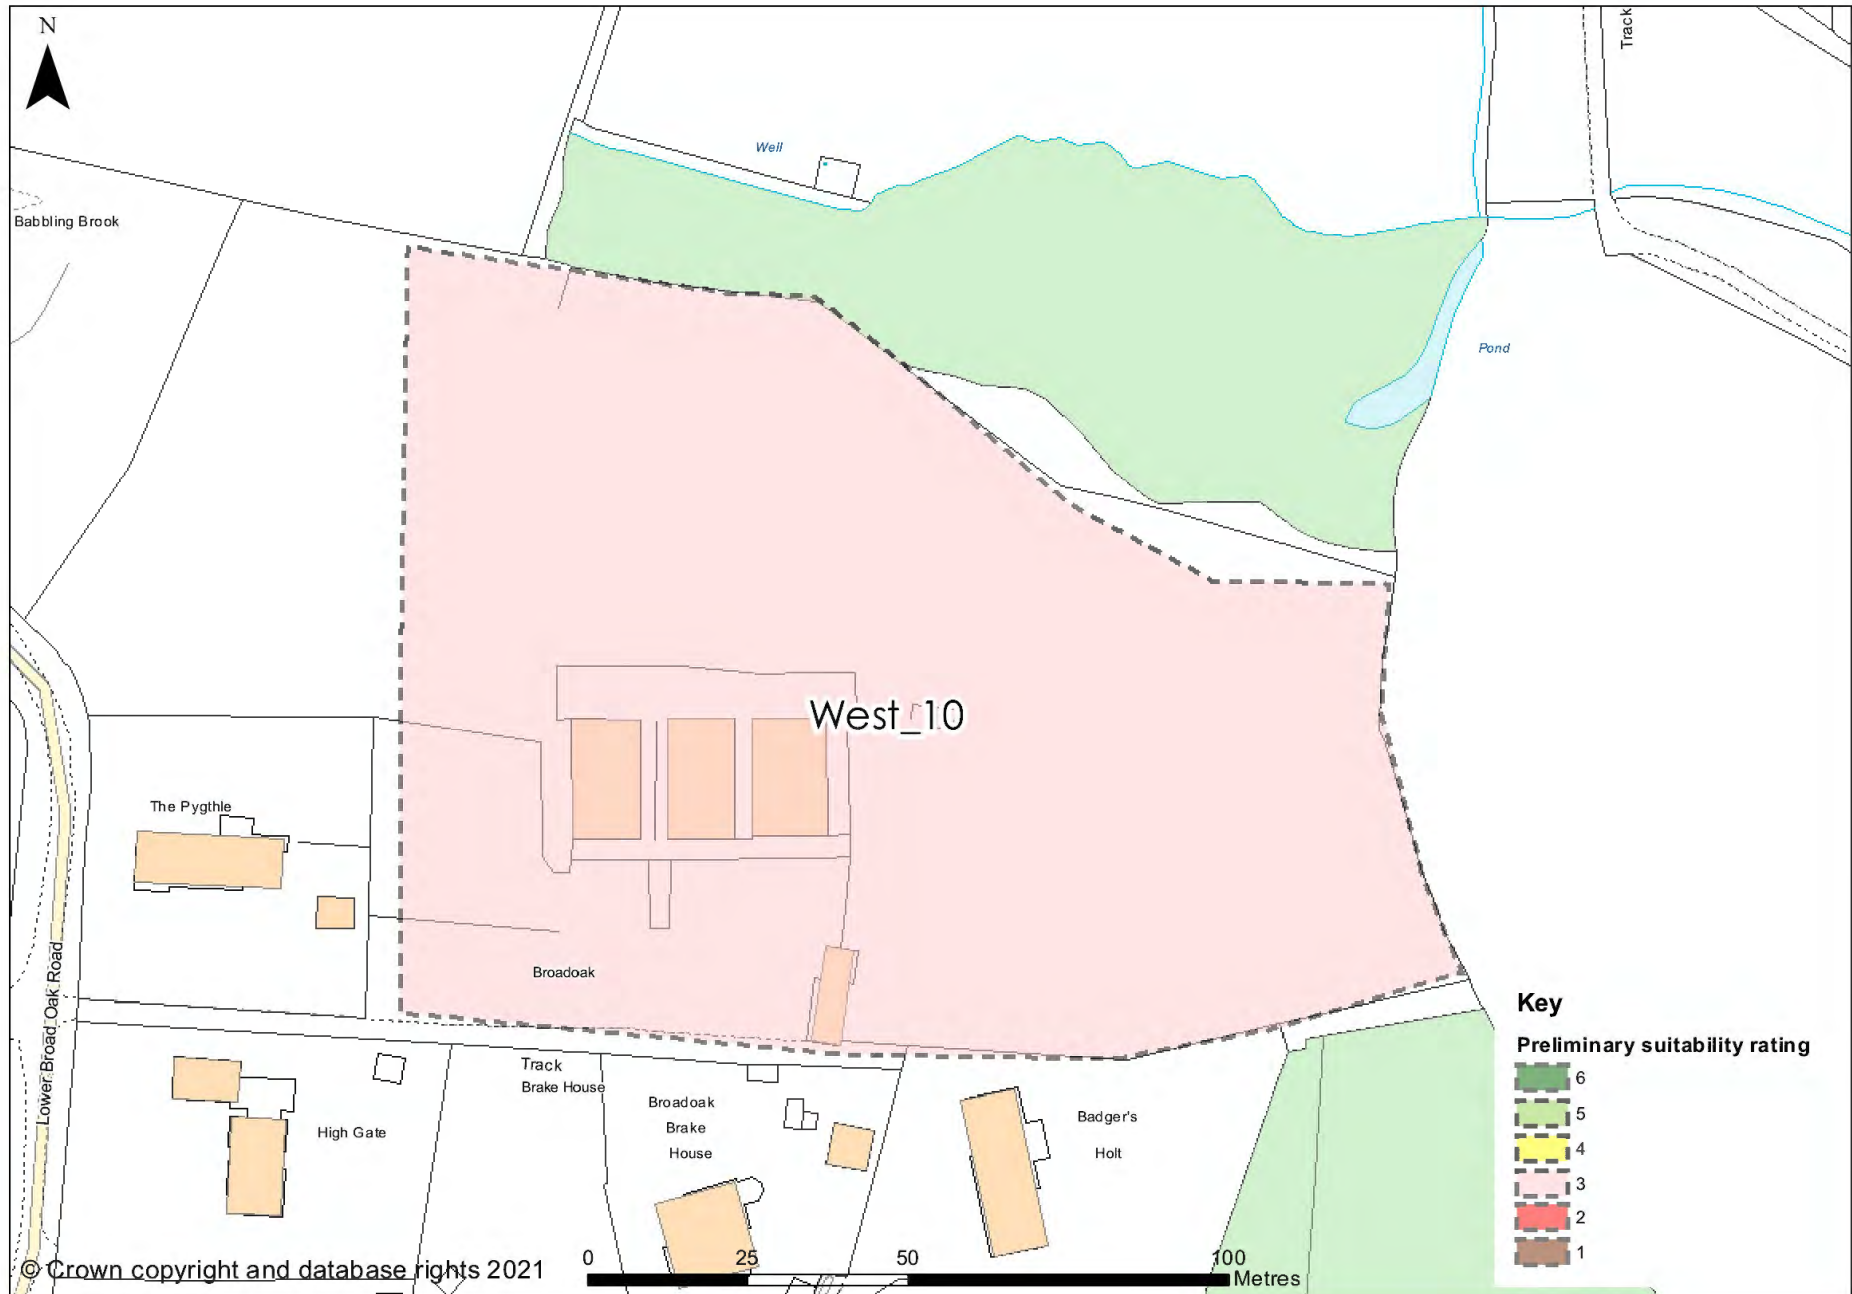 N
Track
Well
Babbling Brook
Pond
West_10
The Pygthle
Broadoak
Lower Broad Oak Road
Key
Preliminary suitability rating
6
5
4
3
2
1
Track
Brake House
Broadoak
Brake
House
High Gate
Badger's
Holt
0 25 50 100
Metres
© Crown copyright and database rights 2021